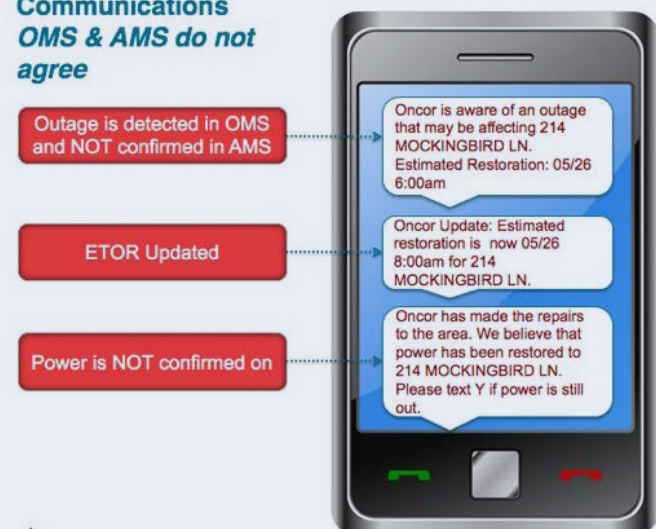 Communications
OMS & AMS do not
agree
Outage is detected in OMS
and NOT confirmed in AMS
Oncor is aware of an outage
that may be affecting 214
MOCKINGBIRD LN.
Estimated Restoration: 05/26
6:00am
ETOR Updated
Oncor Update: Estimated
restoration is now 05/26
8:00am for 214
MOCKINGBIRD LN.
Power is NOT confirmed on
Oncor has made the repairs
to the area. We believe that
power has been restored to
214 MOCKINGBIRD LN.
Please text Y if power is still
out.